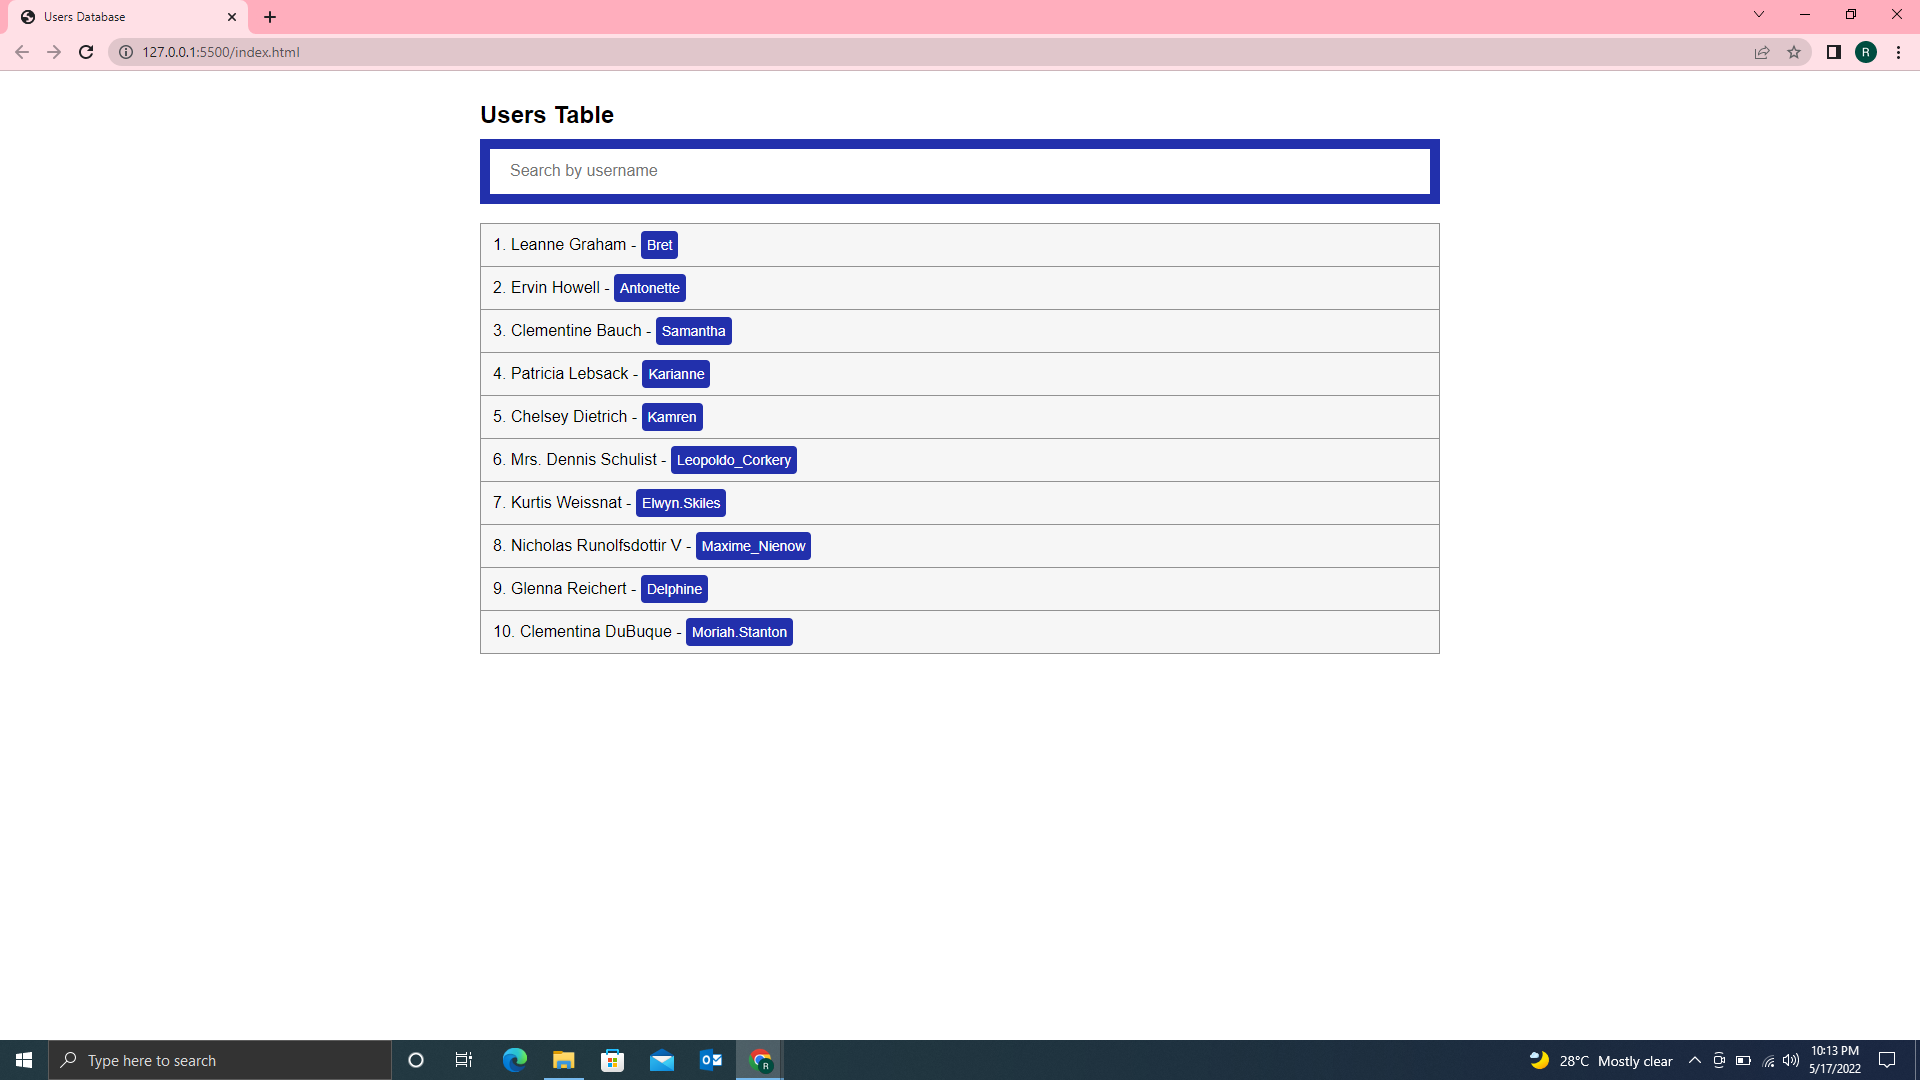 Users Database
127.0.0.1:5500/index.html
R
Users Table
Search by username
1. Leanne Graham - Bret
2. Ervin Howell - Antonette
3. Clementine Bauch - Samantha
4. Patricia Lebsack - Karianne
5. Chelsey Dietrich - Kamren
6. Mrs. Dennis Schulist - Leopoldo_Corkery
7. Kurtis Weissnat - Elwyn.Skiles
8. Nicholas Runolfsdottir V - Maxime_Nienow
9. Glenna Reichert - Delphine
10. Clementina DuBuque - Moriah.Stanton
Type here to search
R
28°C Mostly clear
10:13 PM
5/17/2022